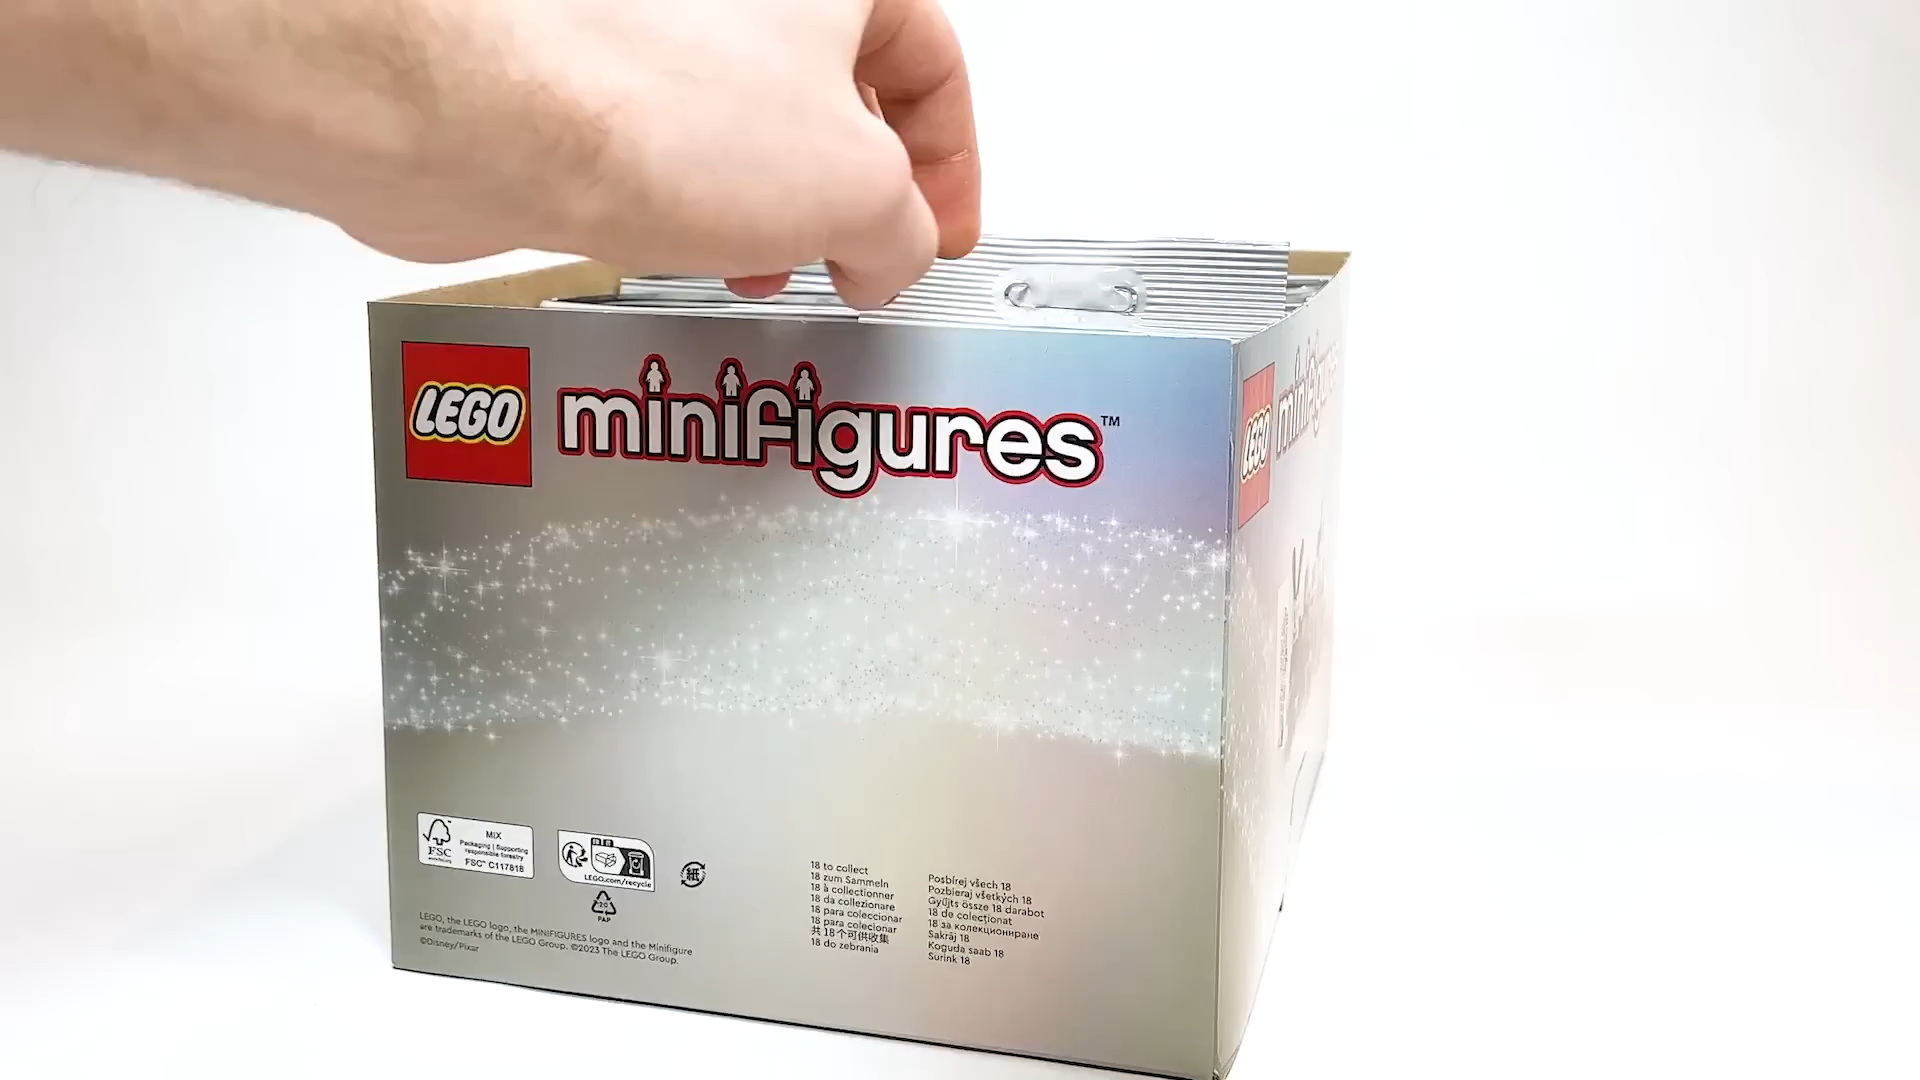 LEGO
minifigures™
LEGO
minifigures
FSC
MIX
Packaging | Supporting
responsible forestry
FSC® C117818
LEGO.com/recycle
紙
20
PAP
LEGO, the LEGO logo, the MINIFIGURES logo and the Minifigure
are trademarks of the LEGO Group. ©2023 The LEGO Group.
©Disney/Pixar
18 to collect
18 zum Sammeln
18 à collectionner
18 da collezionare
18 para coleccionar
18 para colecionar
共 18 个可供收集
18 do zebrania
Posbírej všech 18
Pozbieraj všetkých 18
Gyűjts össze 18 darabot
18 de colecționat
18 за колекциониране
Sakrāj 18
Koguda saab 18
Surink 18